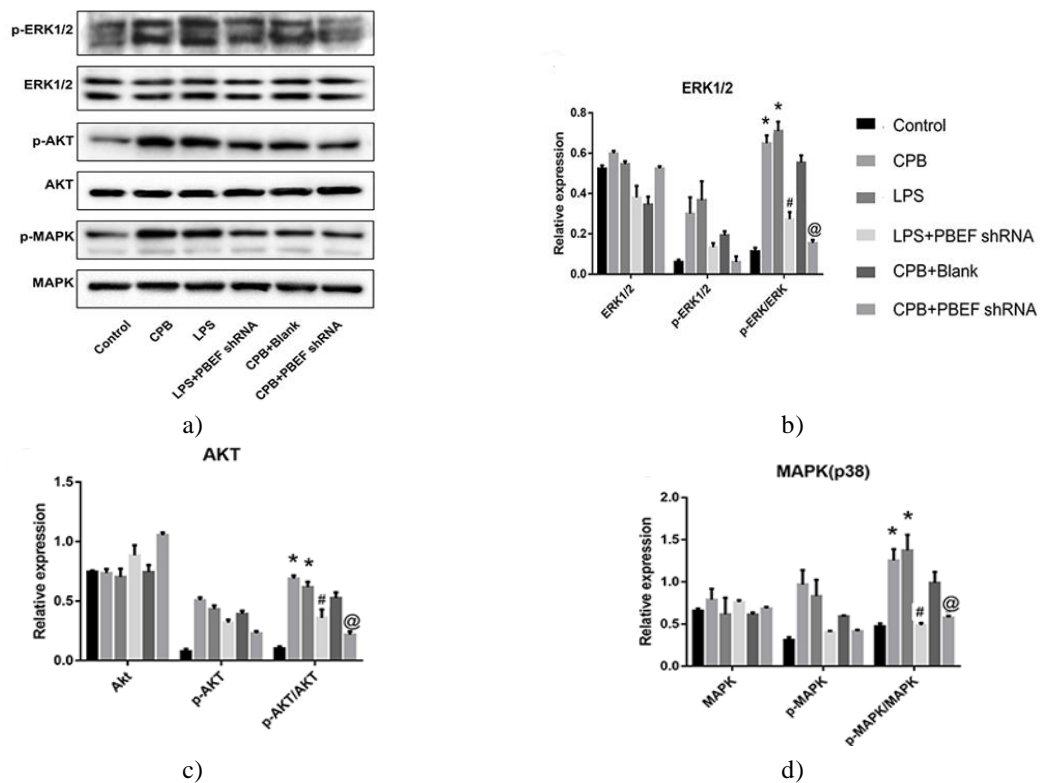 p-ERK1/2
ERK1/2
p-AKT
AKT
p-MAPK
MAPK
Control
CPB
LPS
LPS+PBEF shRNA
CPB+Blank
CPB+PBEF shRNA
a)
ERK1/2
Relative expression
0.8
0.6
0.4
0.2
0.0
* * # @
ERK1/2
p-ERK1/2
p-ERK/ERK
Control
CPB
LPS
LPS+PBEF shRNA
CPB+Blank
CPB+PBEF shRNA
b)
AKT
Relative expression
1.5
1.0
0.5
0.0
* * # @
Akt
p-AKT
p-AKT/AKT
c)
MAPK(p38)
Relative expression
2.0
1.5
1.0
0.5
0.0
* * # @
MAPK
p-MAPK
p-MAPK/MAPK
d)